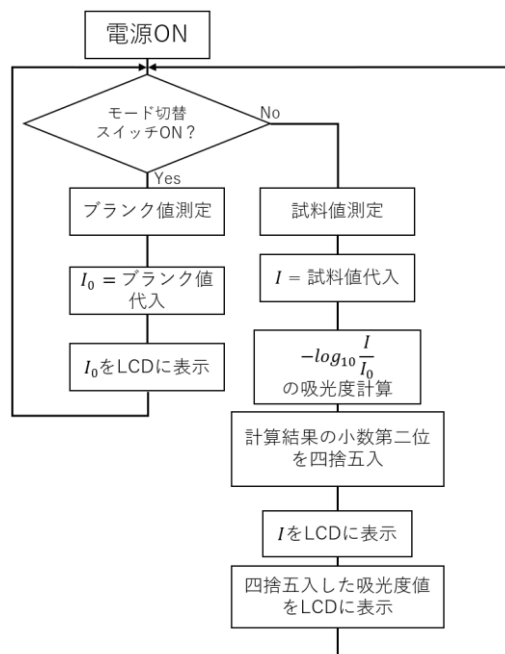 電源ON
モード切替
スイッチON？
No
Yes
ブランク値測定
試料値測定
I₀ = ブランク値
代入
I = 試料値代入
I₀をLCDに表示
−log₁₀ I/I₀
の吸光度計算
計算結果の小数第二位
を四捨五入
IをLCDに表示
四捨五入した吸光度値
をLCDに表示